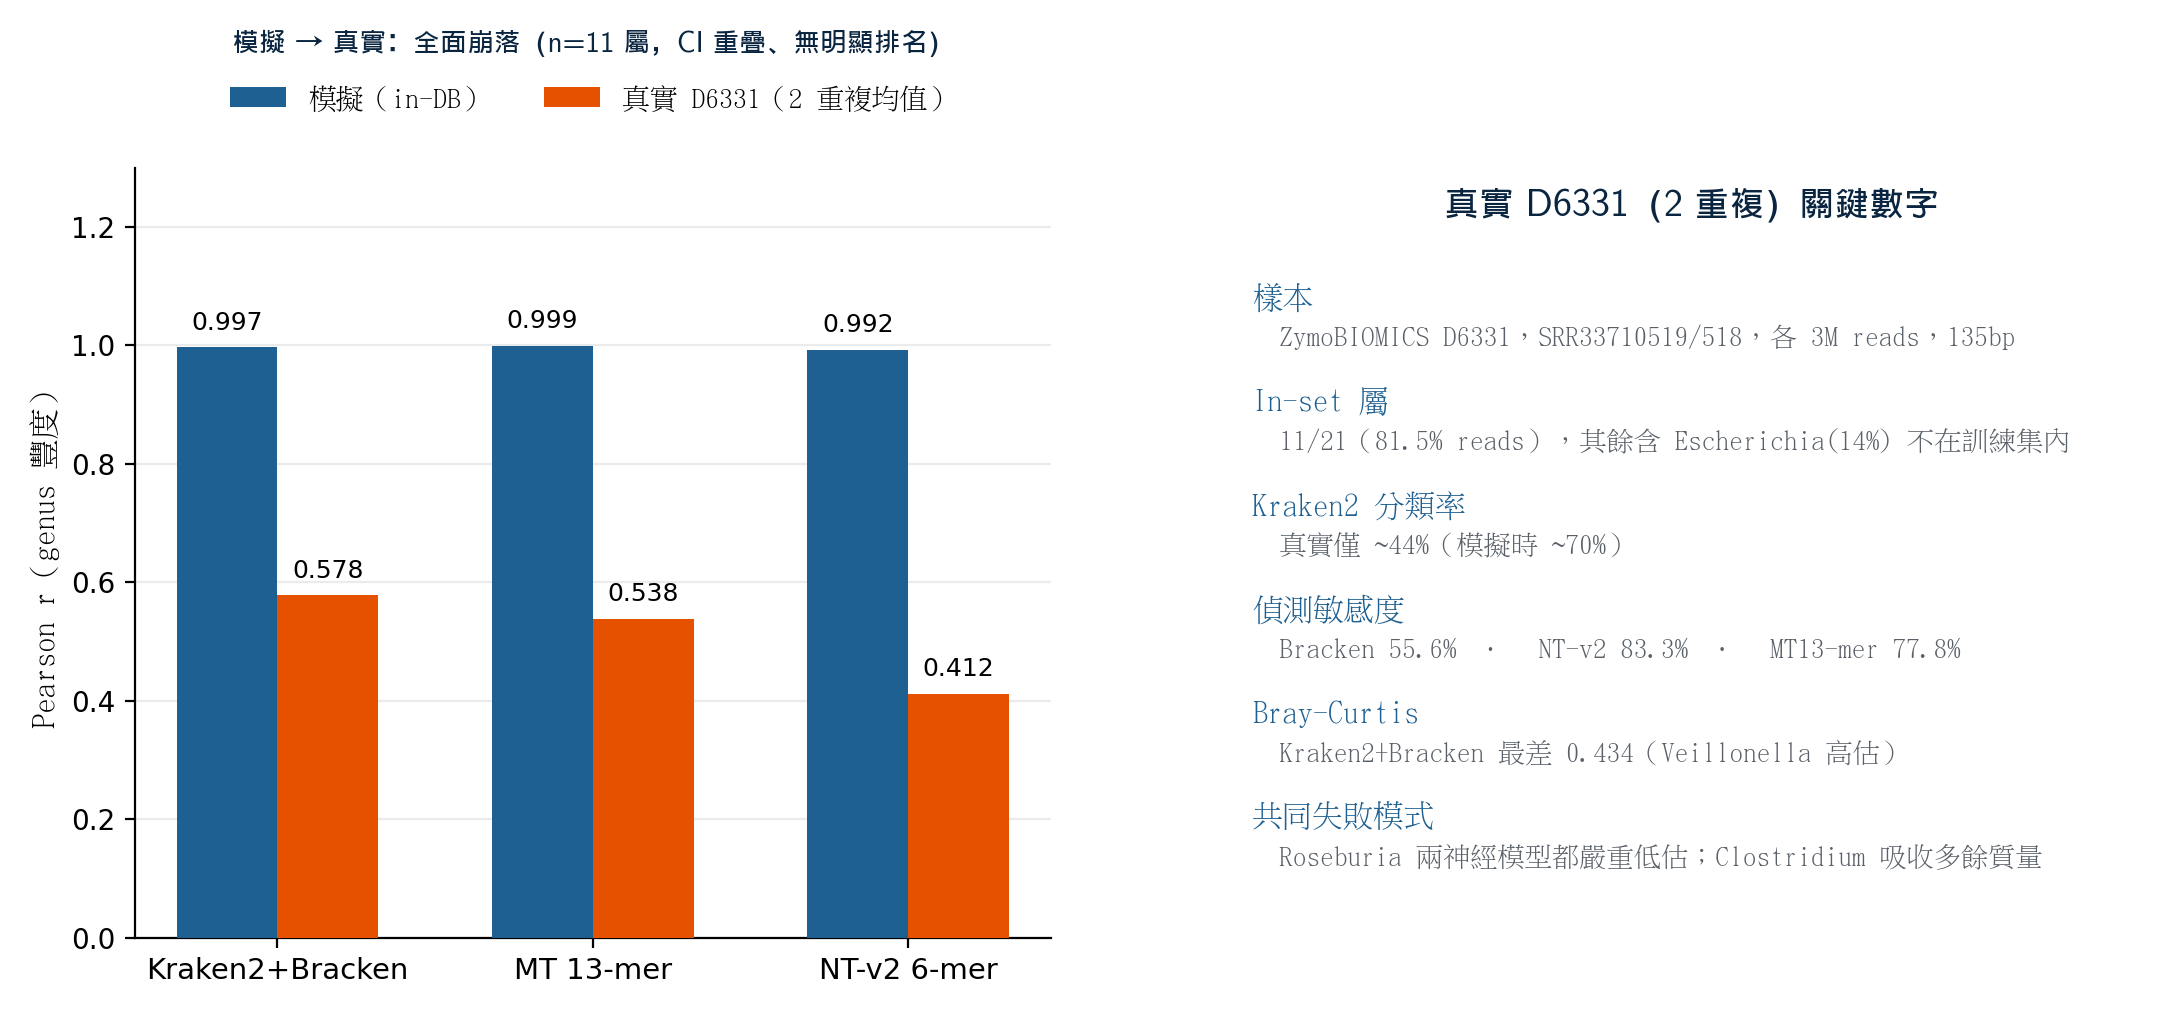 模擬 → 真實：全面崩落（n=11 屬，CI 重疊、無明顯排名）
模擬（in-DB）
真實 D6331（2 重複均值）
Pearson r（genus 豐度）
1.2
1.0
0.8
0.6
0.4
0.2
0.0
0.997
0.578
0.999
0.538
0.992
0.412
Kraken2+Bracken
MT 13-mer
NT-v2 6-mer
真實 D6331（2 重複）關鍵數字
樣本
ZymoBIOMICS D6331，SRR33710519/518，各 3M reads，135bp
In-set 屬
11/21（81.5% reads），其餘含 Escherichia(14%) 不在訓練集內
Kraken2 分類率
真實僅 ~44%（模擬時 ~70%）
偵測敏感度
Bracken 55.6% · NT-v2 83.3% · MT13-mer 77.8%
Bray-Curtis
Kraken2+Bracken 最差 0.434（Veillonella 高估）
共同失敗模式
Roseburia 兩神經模型都嚴重低估；Clostridium 吸收多餘質量